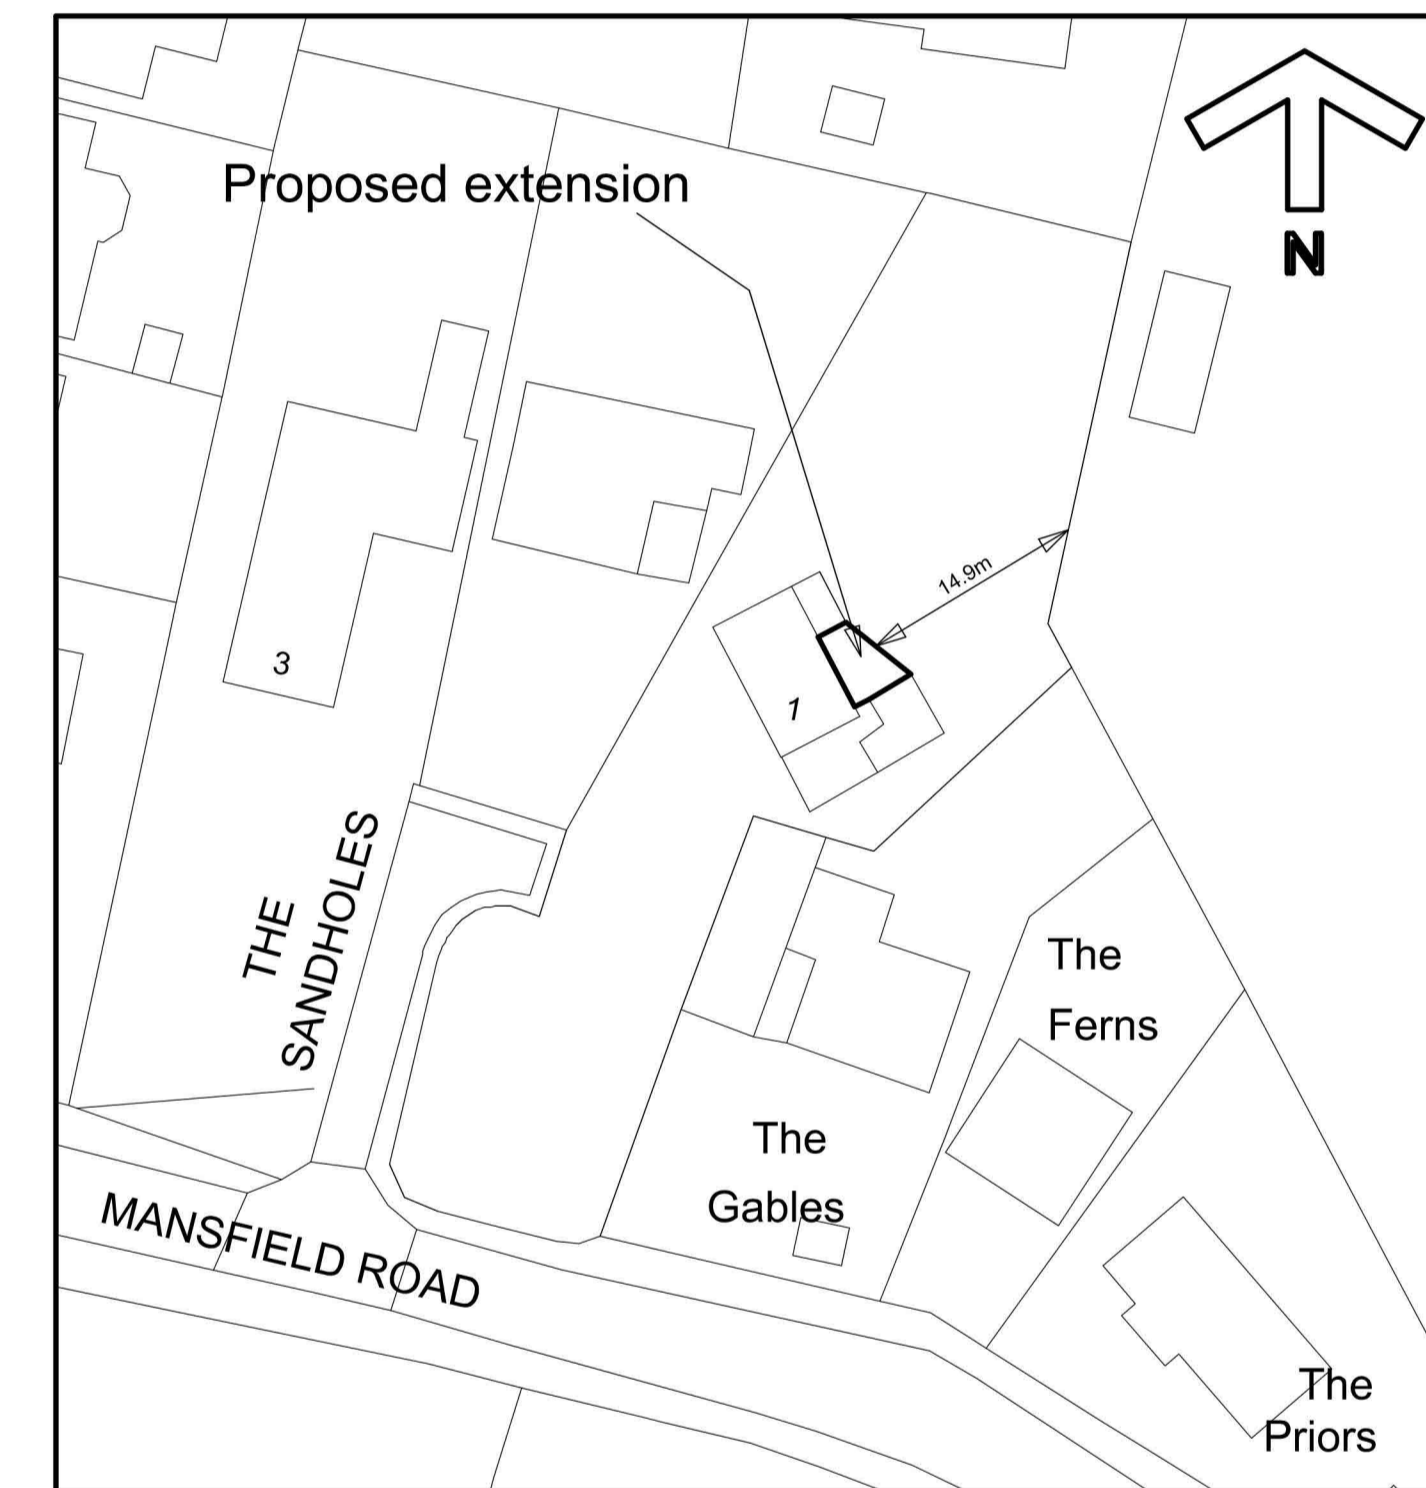 Proposed extension
N
14.9m
3
1
THE
SANDHOLES
The
Ferns
The
Gables
MANSFIELD ROAD
The
Priors